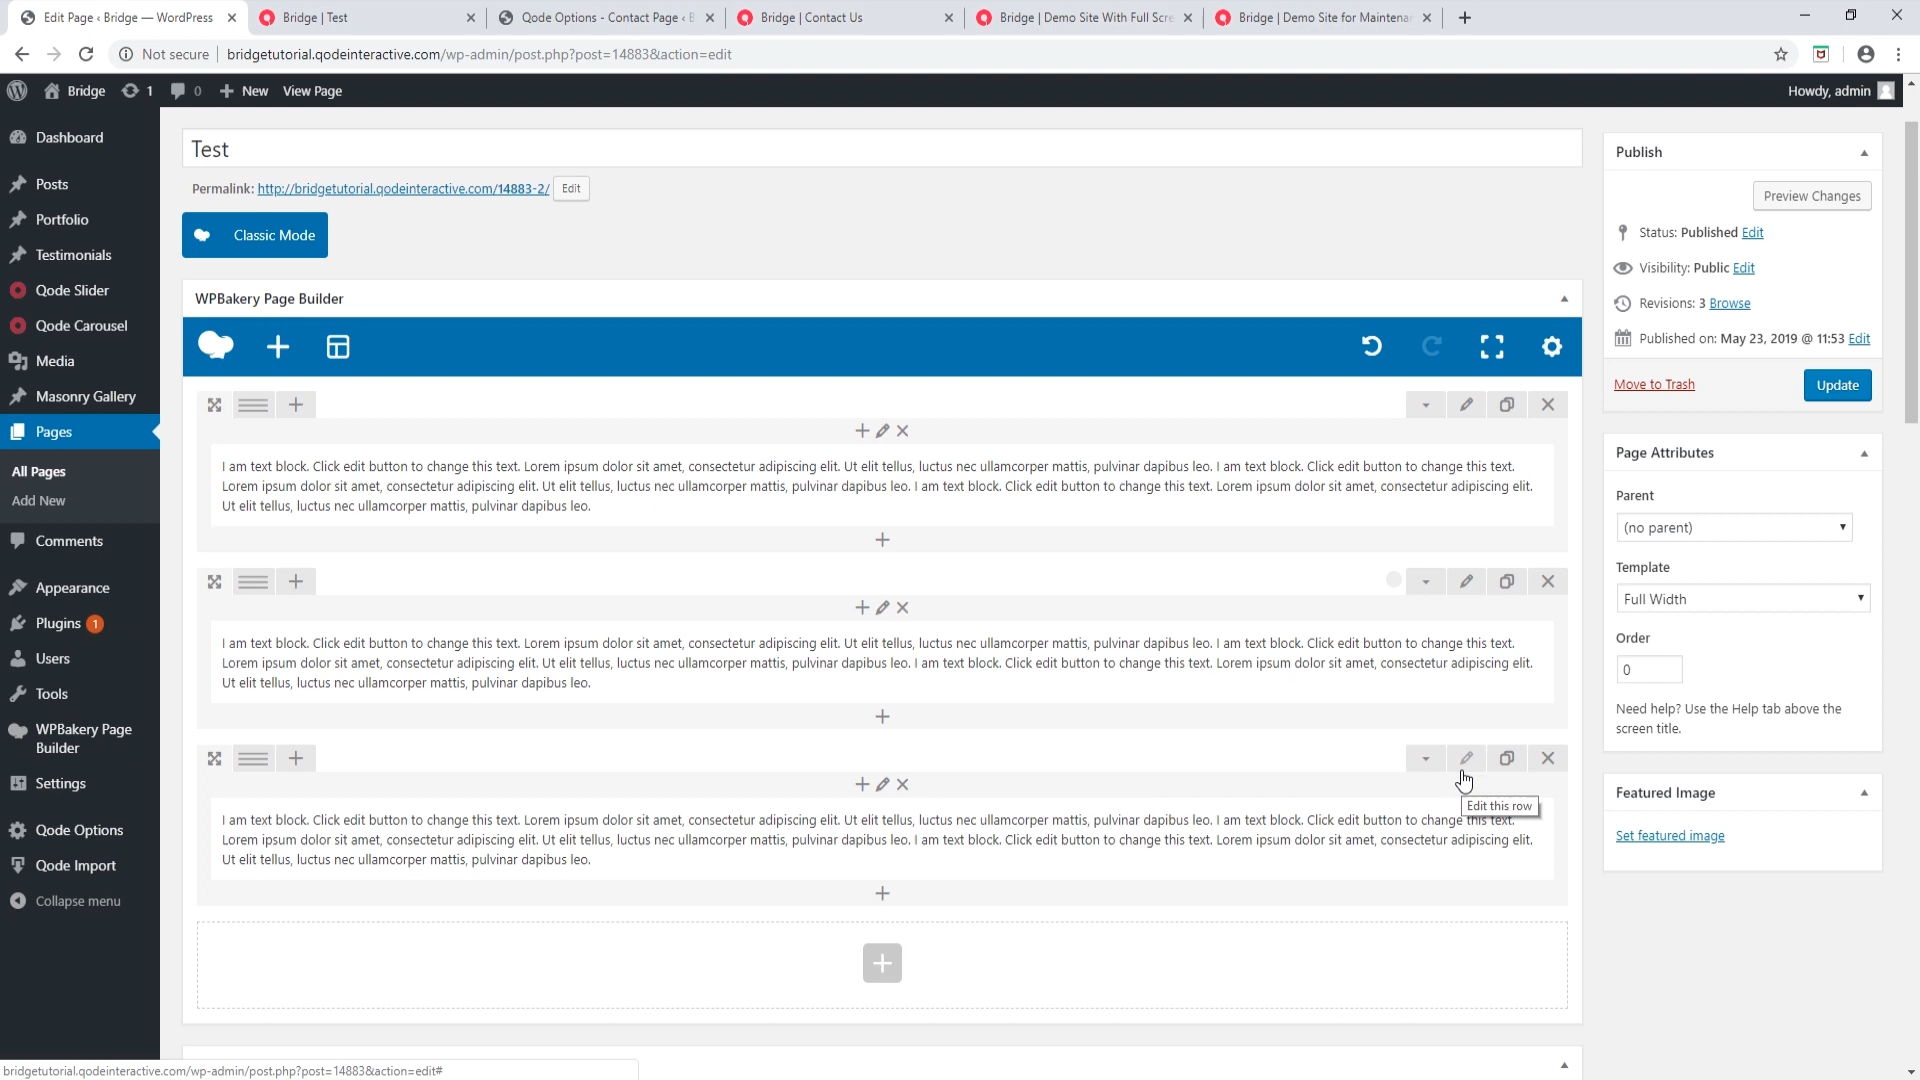 Edit Page ‹ Bridge — WordPress
Bridge | Test
Qode Options - Contact Page ‹ B
Bridge | Contact Us
Bridge | Demo Site With Full Scre
Bridge | Demo Site for Maintenan
Not secure
bridgetutorial.qodeinteractive.com/wp-admin/post.php?post=14883&action=edit
Bridge
1
0
New
View Page
Howdy, admin
Dashboard
Posts
Portfolio
Testimonials
Qode Slider
Qode Carousel
Media
Masonry Gallery
Pages
All Pages
Add New
Comments
Appearance
Plugins 1
Users
Tools
WPBakery Page
Builder
Settings
Qode Options
Qode Import
Collapse menu
Test
Permalink: http://bridgetutorial.qodeinteractive.com/14883-2/ Edit
Classic Mode
WPBakery Page Builder
I am text block. Click edit button to change this text. Lorem ipsum dolor sit amet, consectetur adipiscing elit. Ut elit tellus, luctus nec ullamcorper mattis, pulvinar dapibus leo. I am text block. Click edit button to change this text.
Lorem ipsum dolor sit amet, consectetur adipiscing elit. Ut elit tellus, luctus nec ullamcorper mattis, pulvinar dapibus leo. I am text block. Click edit button to change this text. Lorem ipsum dolor sit amet, consectetur adipiscing elit.
Ut elit tellus, luctus nec ullamcorper mattis, pulvinar dapibus leo.
I am text block. Click edit button to change this text. Lorem ipsum dolor sit amet, consectetur adipiscing elit. Ut elit tellus, luctus nec ullamcorper mattis, pulvinar dapibus leo. I am text block. Click edit button to change this text.
Lorem ipsum dolor sit amet, consectetur adipiscing elit. Ut elit tellus, luctus nec ullamcorper mattis, pulvinar dapibus leo. I am text block. Click edit button to change this text. Lorem ipsum dolor sit amet, consectetur adipiscing elit.
Ut elit tellus, luctus nec ullamcorper mattis, pulvinar dapibus leo.
Edit this row
I am text block. Click edit button to change this text. Lorem ipsum dolor sit amet, consectetur adipiscing elit. Ut elit tellus, luctus nec ullamcorper mattis, pulvinar dapibus leo. I am text block. Click edit button to change this text.
Lorem ipsum dolor sit amet, consectetur adipiscing elit. Ut elit tellus, luctus nec ullamcorper mattis, pulvinar dapibus leo. I am text block. Click edit button to change this text. Lorem ipsum dolor sit amet, consectetur adipiscing elit.
Ut elit tellus, luctus nec ullamcorper mattis, pulvinar dapibus leo.
Publish
Preview Changes
Status: Published Edit
Visibility: Public Edit
Revisions: 3 Browse
Published on: May 23, 2019 @ 11:53 Edit
Move to Trash
Update
Page Attributes
Parent
(no parent)
Template
Full Width
Order
0
Need help? Use the Help tab above the
screen title.
Featured Image
Set featured image
bridgetutorial.qodeinteractive.com/wp-admin/post.php?post=14883&action=edit#